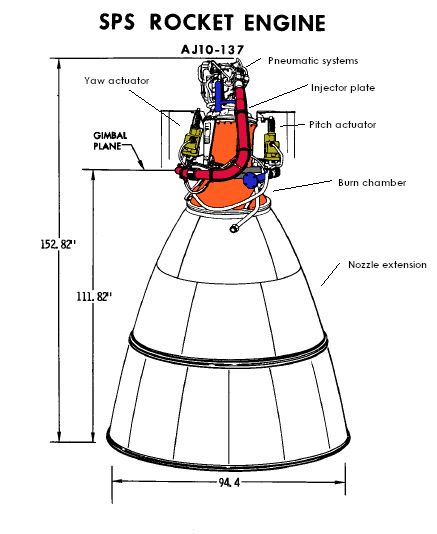 SPS ROCKET ENGINE
AJ10-137
Pneumatic systems
Yaw actuator
Injector plate
Pitch actuator
GIMBAL
PLANE
Burn chamber
152.82"
Nozzle extension
111.82"
94.4